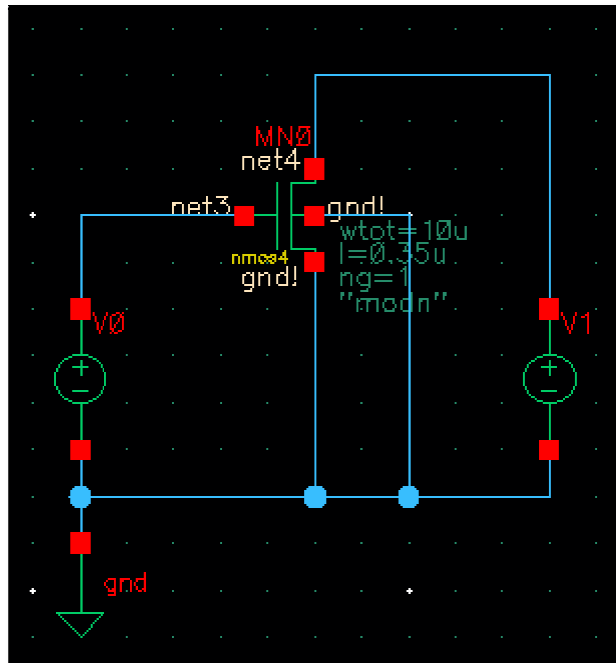 MN0
net4
net3
gnd!
wtot=10u
l=0.35u
nmos4
gnd!
ng=1
"modn"
V0
V1
gnd